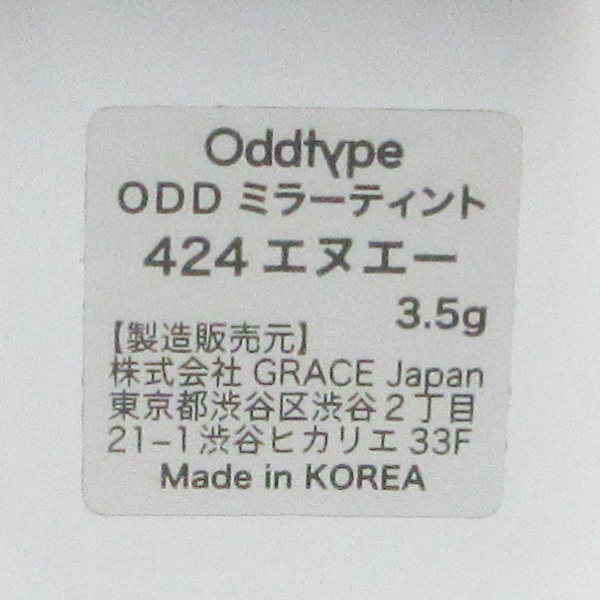 Oddtype
ODD ミラーティント
424 エヌエー
3.5g
【製造販売元】
株式会社 GRACE Japan
東京都渋谷区渋谷2丁目
21-1渋谷ヒカリエ 33F
Made in KOREA